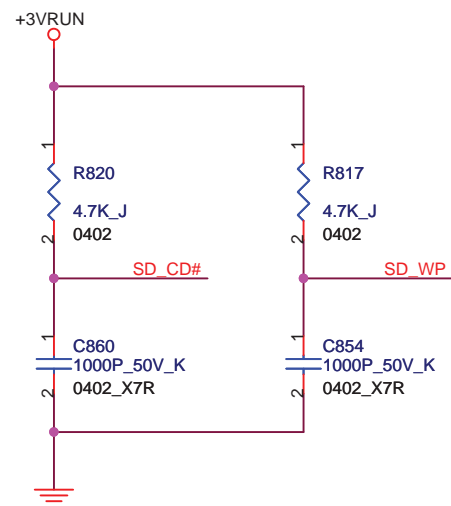 +3VRUN
1
R820
4.7K_J
2
0402
1
R817
4.7K_J
2
0402
SD_CD#
SD_WP
1
C860
1000P_50V_K
2
0402_X7R
1
C854
1000P_50V_K
2
0402_X7R